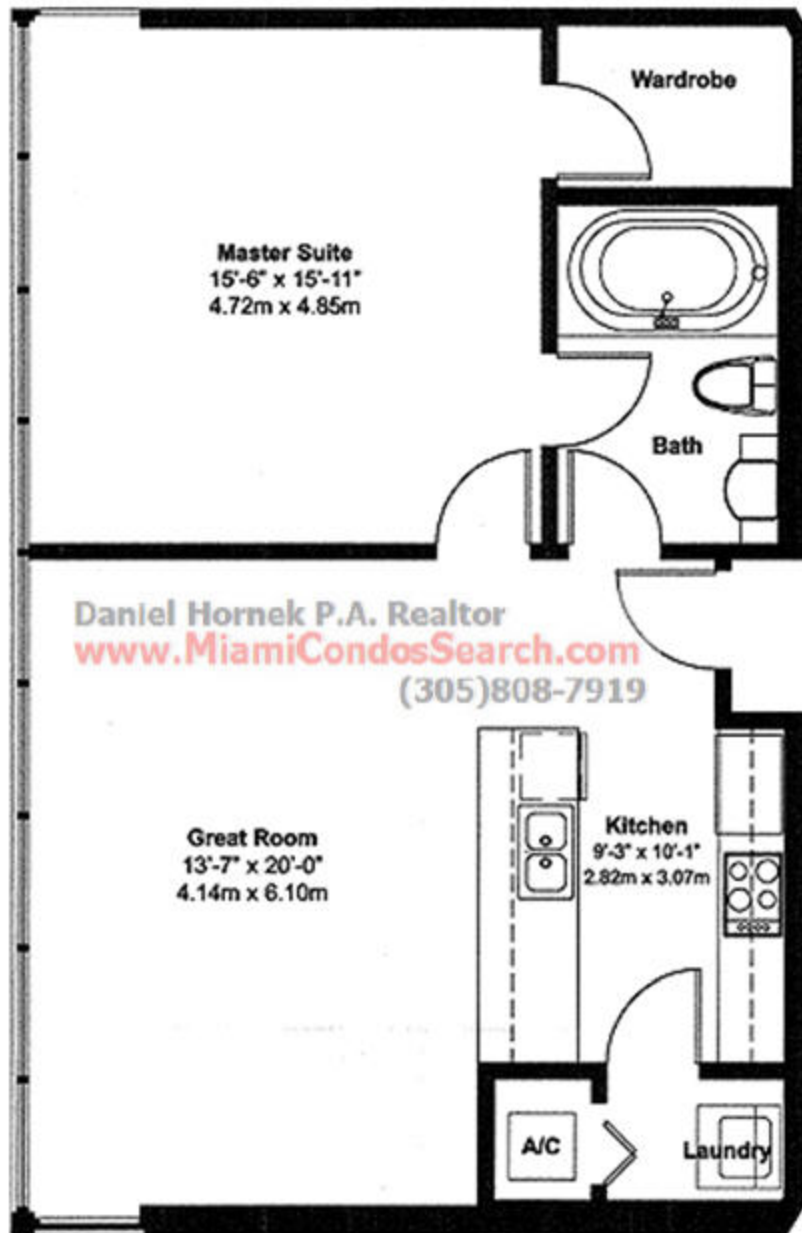 Wardrobe
Master Suite
15'-6" x 15'-11"
4.72m x 4.85m
Bath
Daniel Hornek P.A. Realtor
www.MiamiCondosSearch.com
(305)808-7919
Great Room
13'-7" x 20'-0"
4.14m x 6.10m
Kitchen
9'-3" x 10'-1"
2.82m x 3.07m
A/C
Laundry